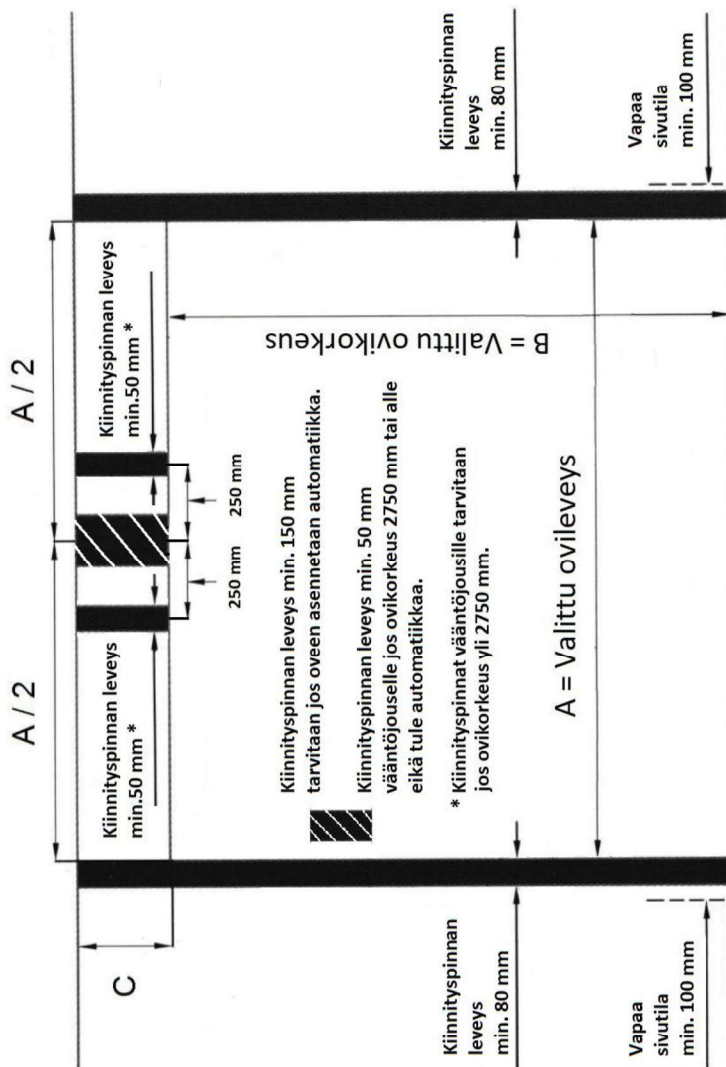 A / 2
A / 2
Kiinnityspinnan leveys
min.50 mm *
Kiinnityspinnan leveys
min.50 mm *
C
250 mm
250 mm
Kiinnityspinnan leveys min. 150 mm
tarvitaan jos oveen asennetaan automatiikka.
Kiinnityspinnan leveys min. 50 mm
vääntöjouselle jos ovikorkeus 2750 mm tai alle
eikä tule automatiikkaa.
* Kiinnityspinnat vääntöjousille tarvitaan
jos ovikorkeus yli 2750 mm.
B = Valittu ovikorkeus
A = Valittu ovileveys
Kiinnityspinnan
leveys
min. 80 mm
Kiinnityspinnan
leveys
min. 80 mm
Vapaa
sivutila
min. 100 mm
Vapaa
sivutila
min. 100 mm